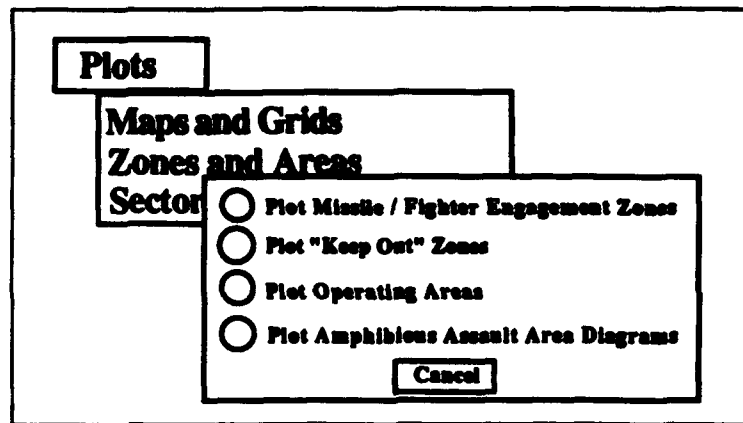 Plots
Maps and Grids
Zones and Areas
Sector
Plot Missile / Fighter Engagement Zones
Plot "Keep Out" Zones
Plot Operating Areas
Plot Amphibious Assault Area Diagrams
Cancel